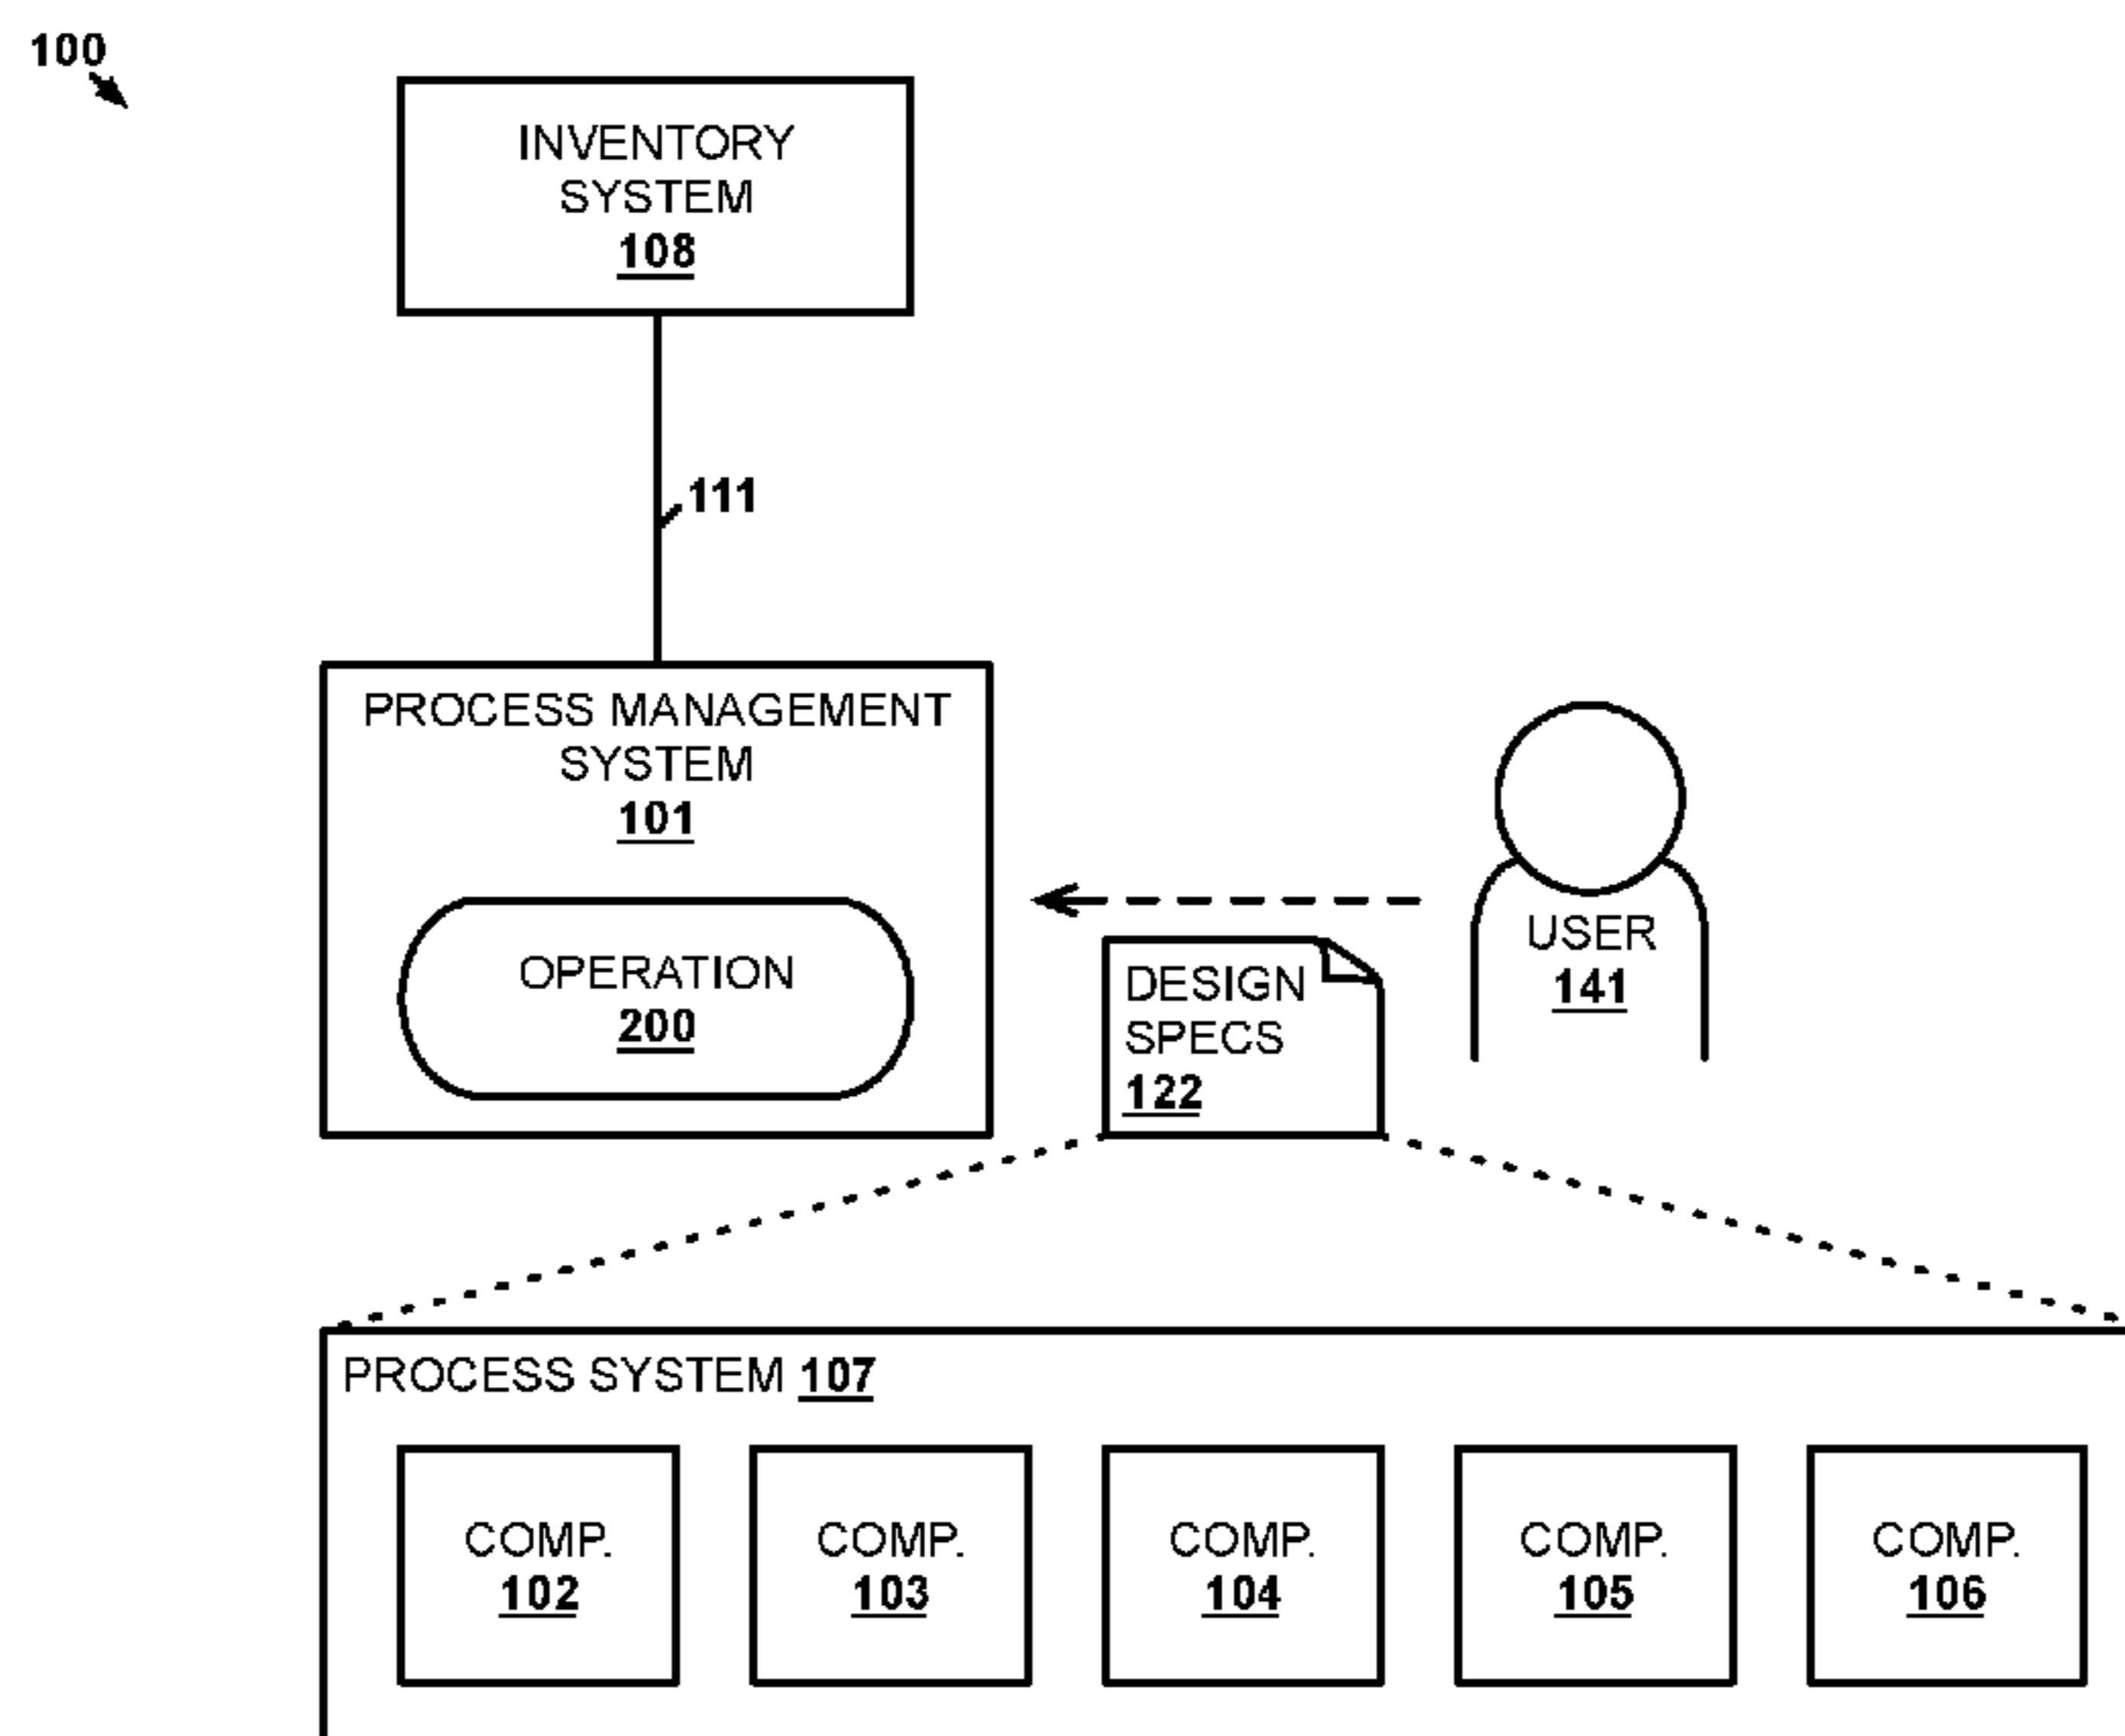 100
INVENTORY
SYSTEM
108
111
PROCESS MANAGEMENT
SYSTEM
101
OPERATION
200
DESIGN
SPECS
122
USER
141
PROCESS SYSTEM 107
COMP.
102
COMP.
103
COMP.
104
COMP.
105
COMP.
106